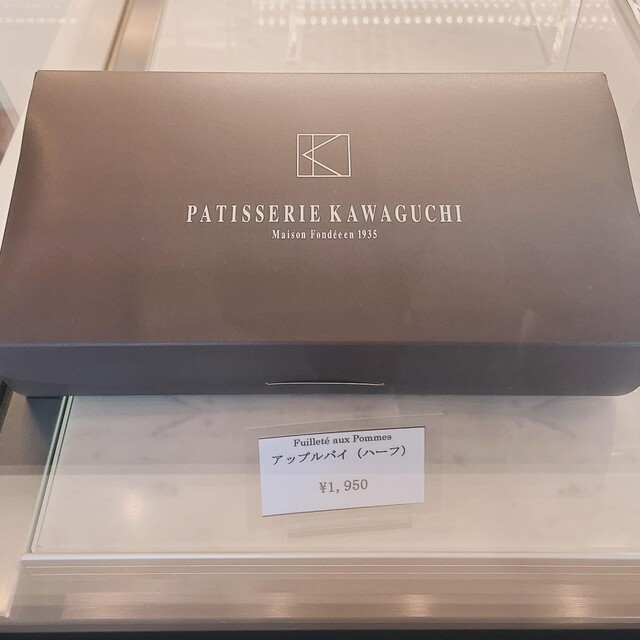 K
PATISSERIE KAWAGUCHI
Maison Fondéeen 1935
Fuilleté aux Pommes
アップルパイ（ハーフ）
¥1,950